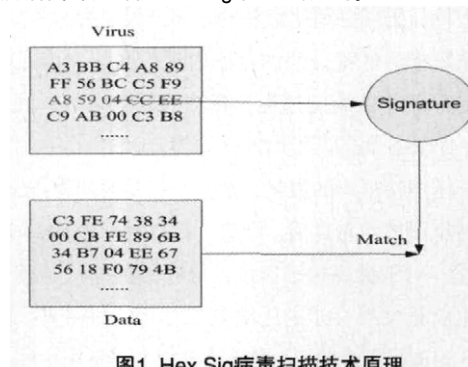 Virus
A3 BB C4 A8 89
FF 56 BC C5 F9
A8 59 04 CC EE
C9 AB 00 C3 B8
......
Signature
C3 FE 74 38 34
00 CB FE 89 6B
34 B7 04 EE 67
56 18 F0 79 4B
......
Match
Data
图1 Hex Sig病毒扫描技术原理